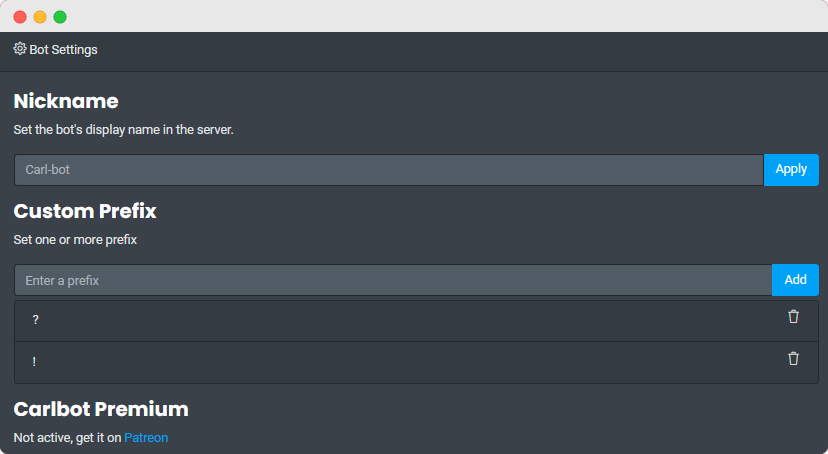 Bot Settings
Nickname
Set the bot's display name in the server.
Carl-bot
Apply
Custom Prefix
Set one or more prefix
Enter a prefix
Add
?
!
Carlbot Premium
Not active, get it on Patreon